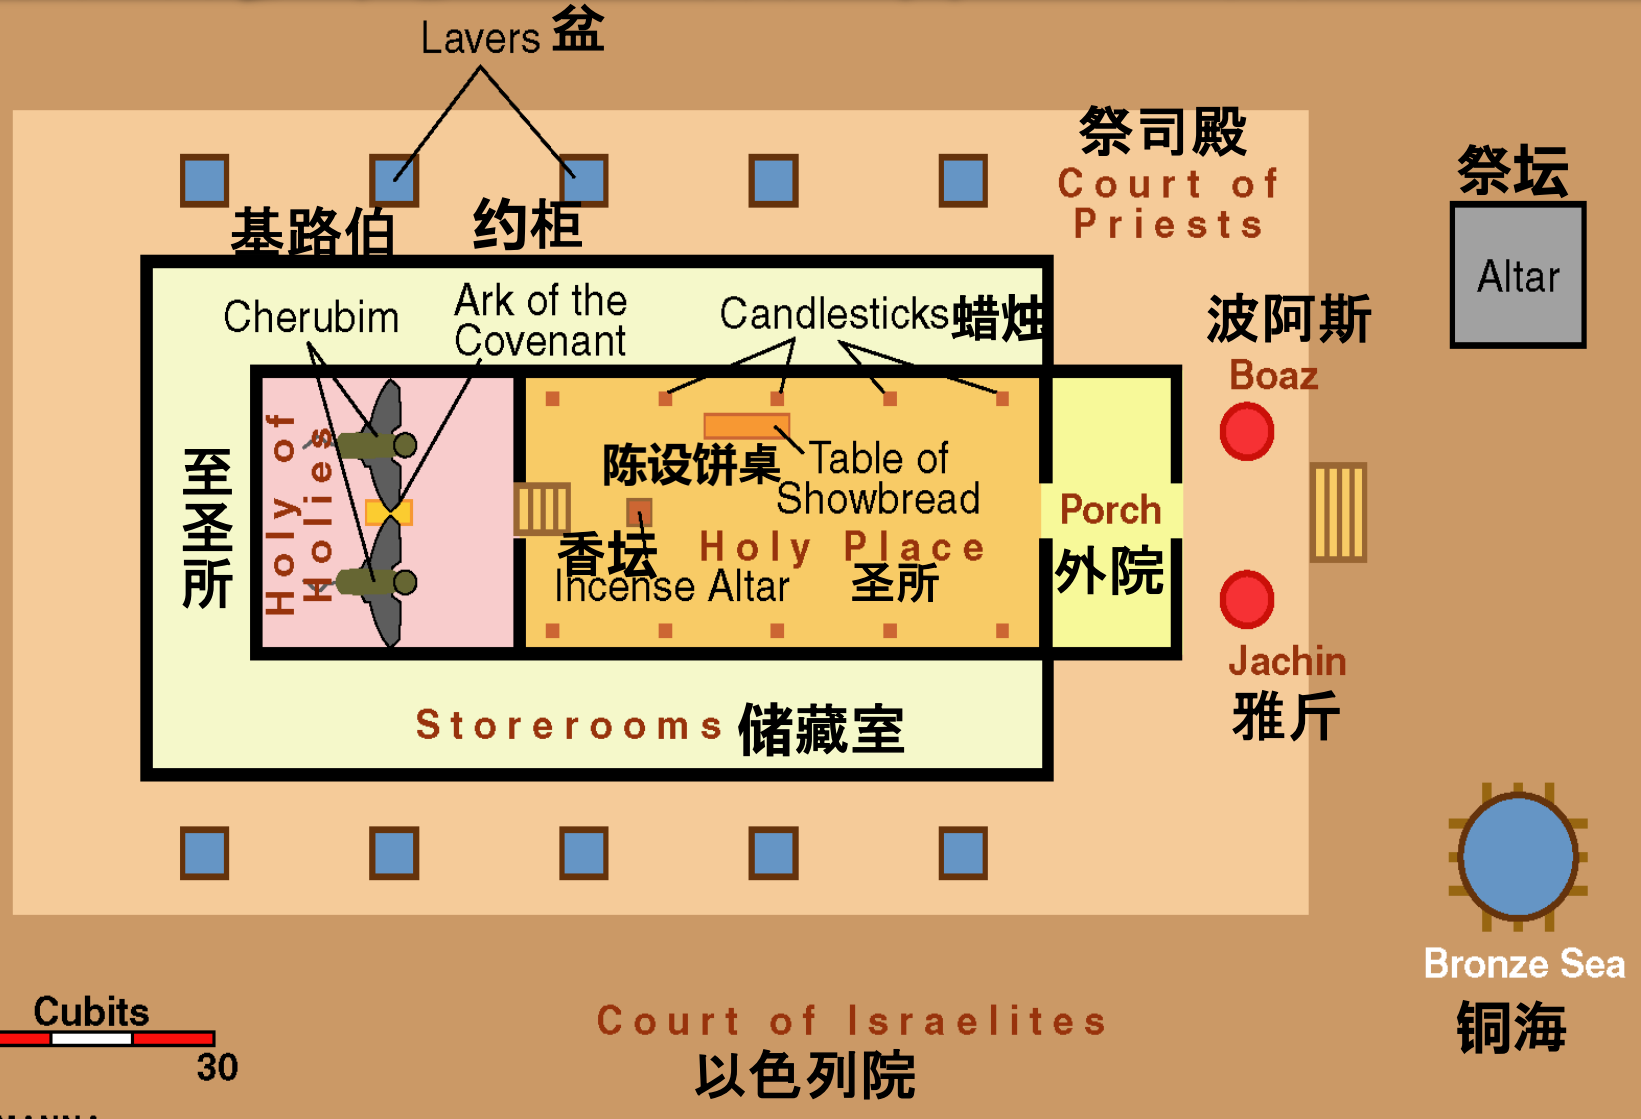 Lavers 盆
祭司殿
Court of
Priests
祭坛
Altar
基路伯
约柜
Cherubim
Ark of the
Covenant
Candlesticks蜡烛
波阿斯
Boaz
至圣所
Holy of
Holies
陈设饼桌
Table of
Showbread
香坛
Incense Altar
Holy Place
圣所
Porch
外院
Jachin
雅斤
Storerooms 储藏室
Bronze Sea
铜海
Cubits
30
Court of Israelites
以色列院